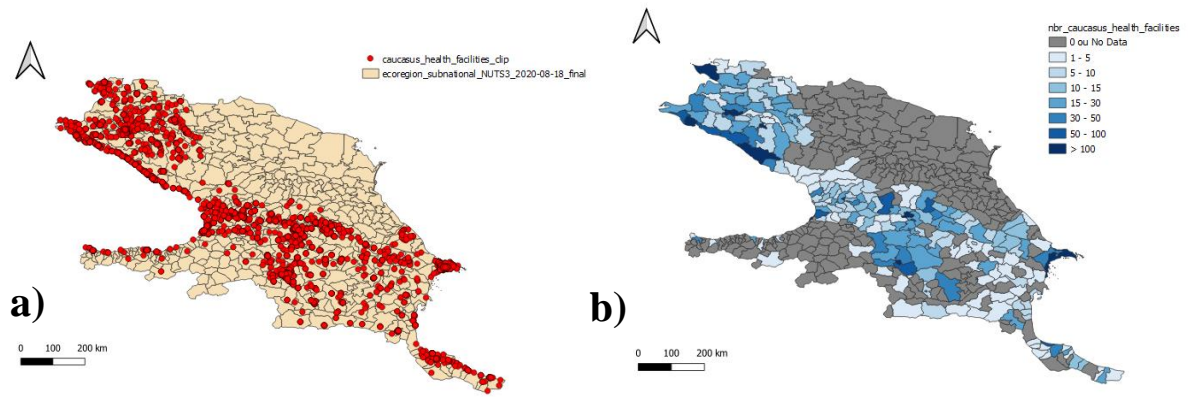 caucasus_health_facilities_clip
ecoregion_subnational_NUTS3_2020-08-18_final
a)
0 100 200 km
nbr_caucasus_health_facilities
0 ou No Data
1 - 5
5 - 10
10 - 15
15 - 30
30 - 50
50 - 100
> 100
b)
0 100 200 km